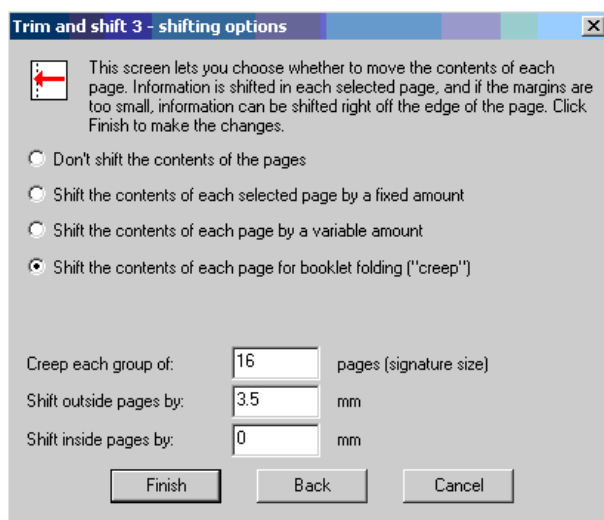 Trim and shift 3 - shifting options
This screen lets you choose whether to move the contents of each
page. Information is shifted in each selected page, and if the margins are
too small, information can be shifted right off the edge of the page. Click
Finish to make the changes.
Don't shift the contents of the pages
Shift the contents of each selected page by a fixed amount
Shift the contents of each page by a variable amount
Shift the contents of each page for booklet folding ("creep")
Creep each group of: 16 pages (signature size)
Shift outside pages by: 3.5 mm
Shift inside pages by: 0 mm
Finish Back Cancel